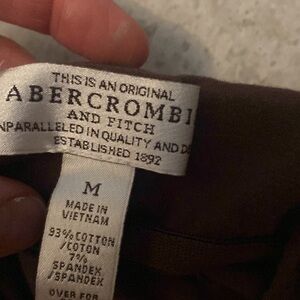 THIS IS AN ORIGINAL
ABERCROMBI
AND FITCH
NPARALLELED IN QUALITY AND DE
ESTABLISHED 1892
M
MADE IN
VIETNAM
93% COTTON
/COTON
7%
SPANDEX
/SPANDEX
OVER FOR